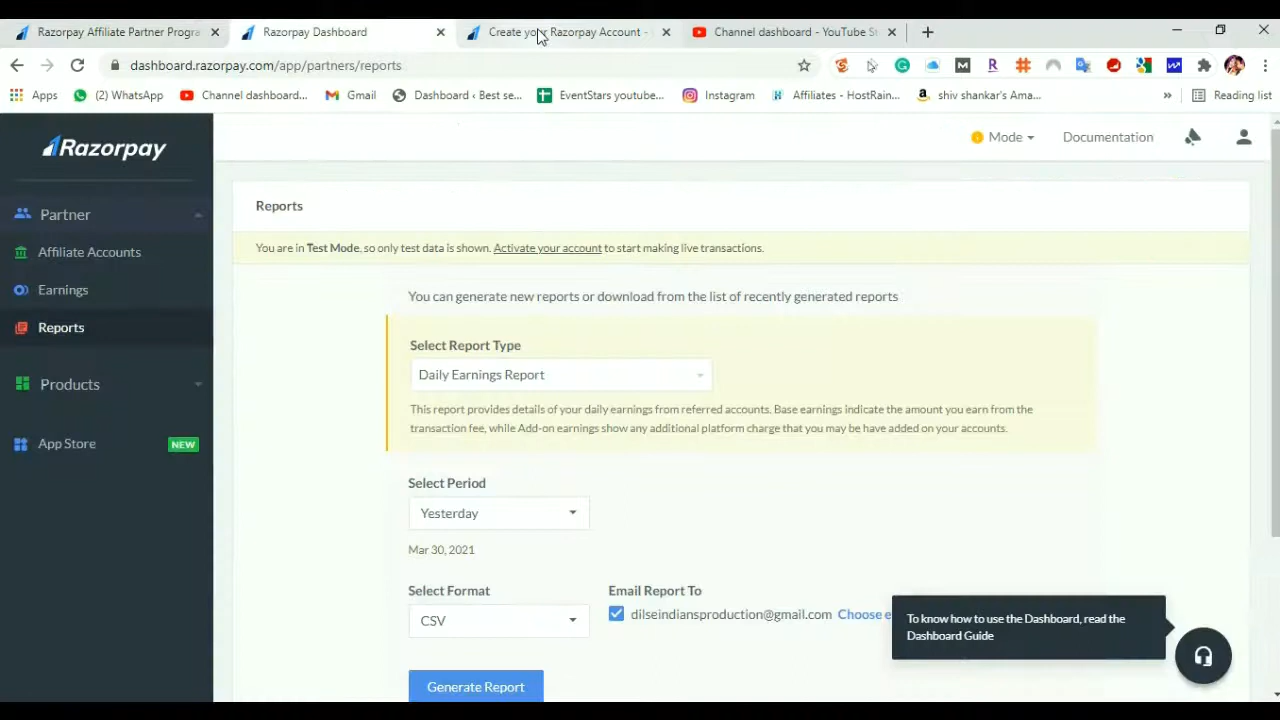 Razorpay Affiliate Partner Progra
Razorpay Dashboard
Create your Razorpay Account -
Channel dashboard - YouTube St
dashboard.razorpay.com/app/partners/reports
Apps
(2) WhatsApp
Channel dashboard...
Gmail
Dashboard ‹ Best se...
EventStars youtube...
Instagram
Affiliates - HostRain...
shiv shankar's Ama...
»
Reading list
Razorpay
Mode
Documentation
Partner
Affiliate Accounts
Earnings
Reports
Products
App Store
NEW
Reports
You are in Test Mode, so only test data is shown. Activate your account to start making live transactions.
You can generate new reports or download from the list of recently generated reports
Select Report Type
Daily Earnings Report
This report provides details of your daily earnings from referred accounts. Base earnings indicate the amount you earn from the
transaction fee, while Add-on earnings show any additional platform charge that you may be have added on your accounts.
Select Period
Yesterday
Mar 30, 2021
Select Format
CSV
Email Report To
dilseindiansproduction@gmail.com Choose e
Generate Report
To know how to use the Dashboard, read the
Dashboard Guide